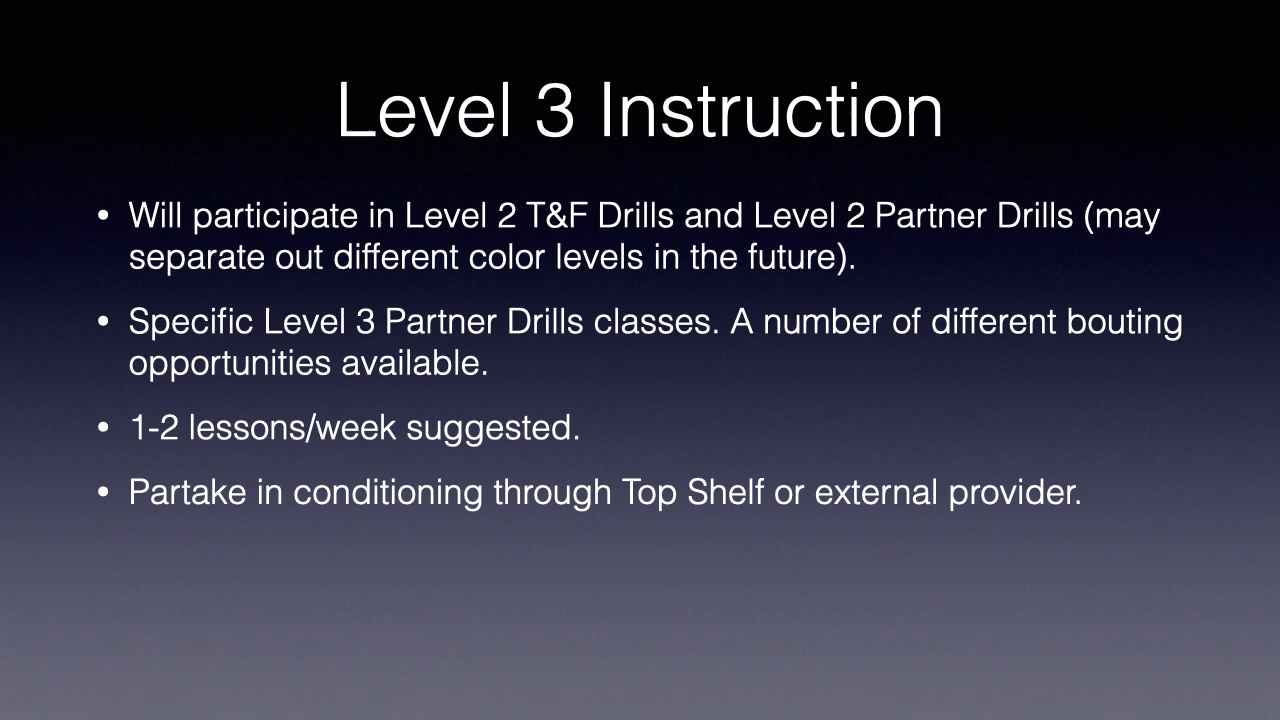 Level 3 Instruction
• Will participate in Level 2 T&F Drills and Level 2 Partner Drills (may
separate out different color levels in the future).
• Specific Level 3 Partner Drills classes. A number of different bouting
opportunities available.
• 1-2 lessons/week suggested.
• Partake in conditioning through Top Shelf or external provider.